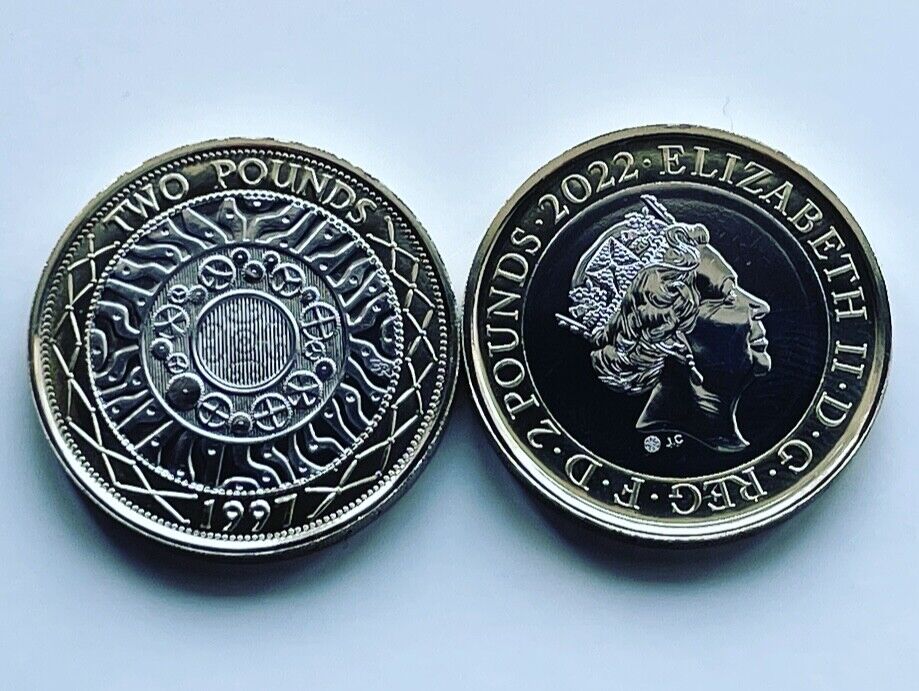 TWO POUNDS
1997
2 POUNDS · 2022 · ELIZABETH II · D · G · REG · F · D ·
J.C